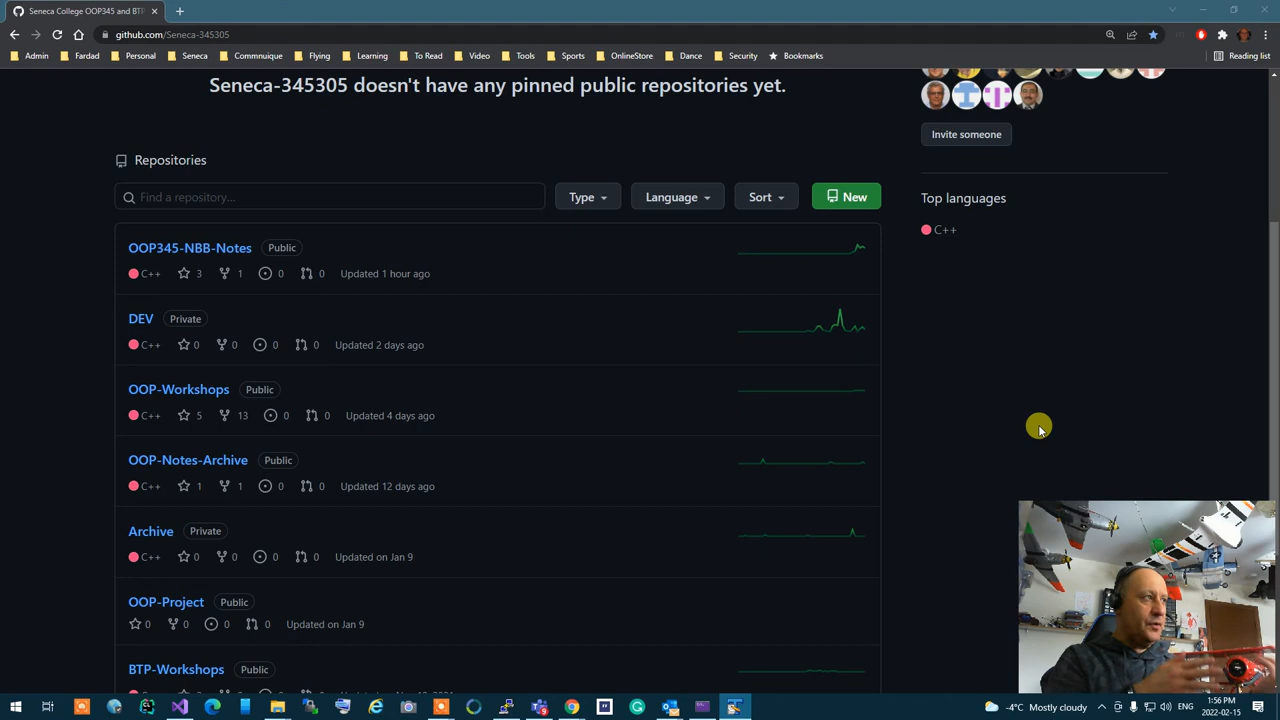 Seneca College OOP345 and BTP
github.com/Seneca-345305
Admin Fardad Personal Seneca Commnuique Flying Learning To Read Video Tools Sports OnlineStore Dance Security Bookmarks Reading list
Seneca-345305 doesn't have any pinned public repositories yet.
Invite someone
Repositories
Find a repository... Type Language Sort New
Top languages
C++
OOP345-NBB-Notes Public
C++ 3 1 0 0 Updated 1 hour ago
DEV Private
C++ 0 0 0 0 Updated 2 days ago
OOP-Workshops Public
C++ 5 13 0 0 Updated 4 days ago
OOP-Notes-Archive Public
C++ 1 1 0 0 Updated 12 days ago
Archive Private
C++ 0 0 0 0 Updated on Jan 9
OOP-Project Public
0 0 0 0 Updated on Jan 9
BTP-Workshops Public
-4°C Mostly cloudy ENG 1:56 PM
2022-02-15